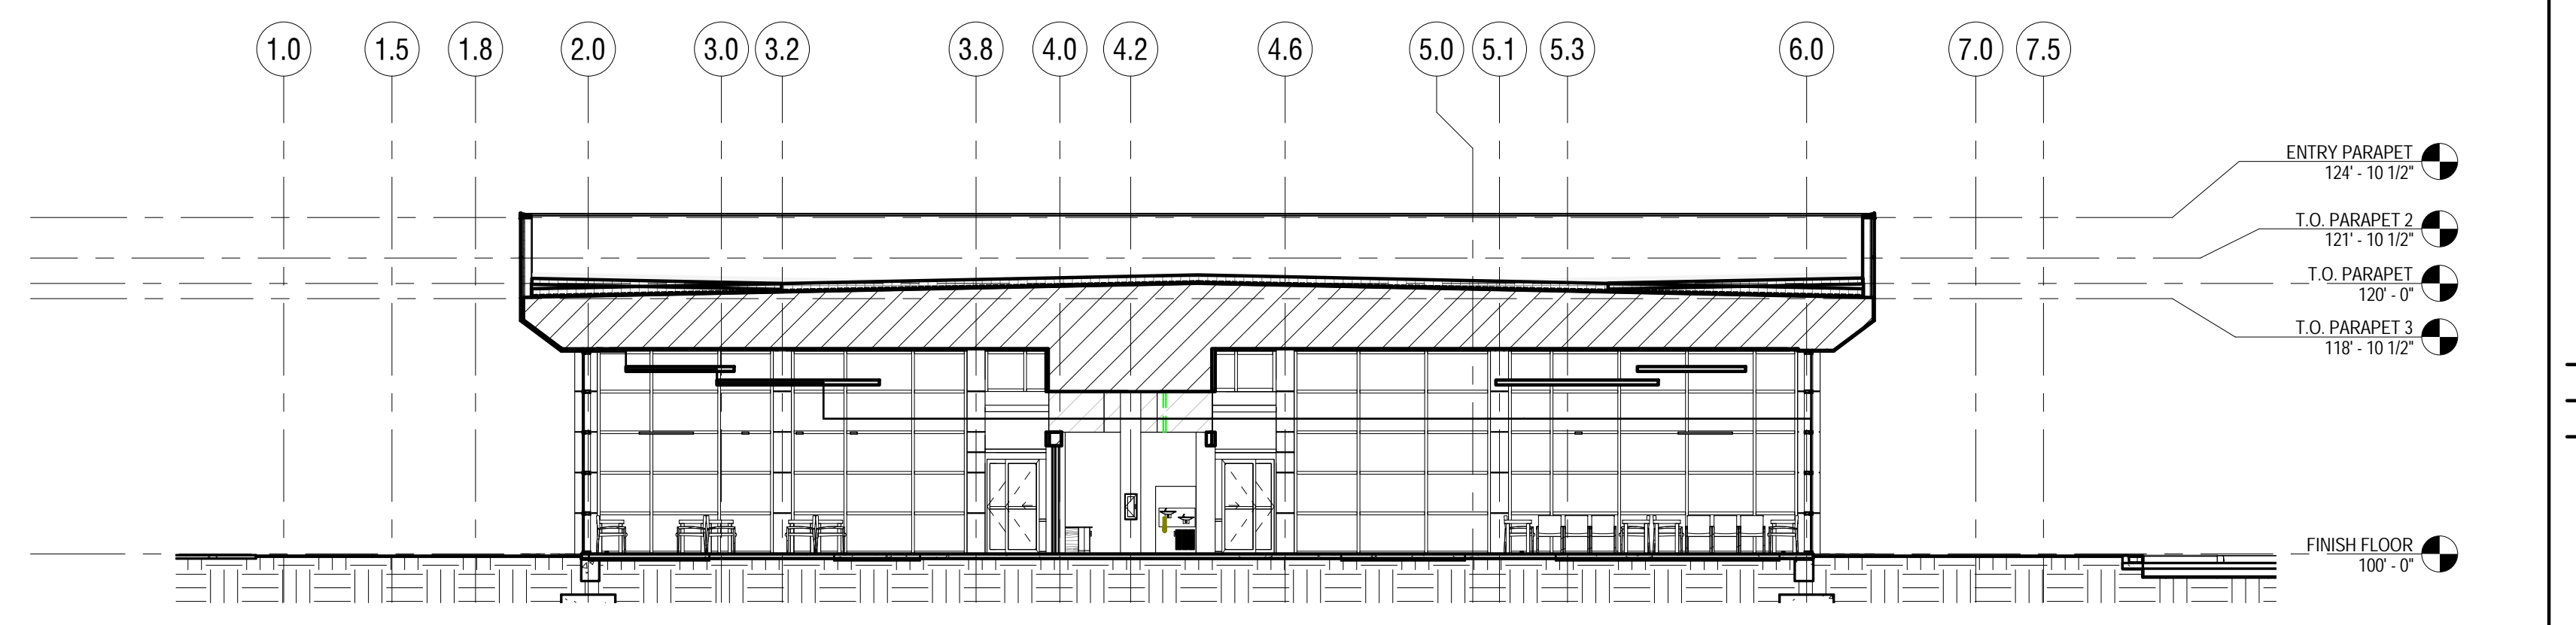 1.0 1.5 1.8 2.0 3.0 3.2 3.8 4.0 4.2 4.6 5.0 5.1 5.3 6.0 7.0 7.5
ENTRY PARAPET
124' - 10 1/2"
T.O. PARAPET 2
121' - 10 1/2"
T.O. PARAPET
120' - 0"
T.O. PARAPET 3
118' - 10 1/2"
FINISH FLOOR
100' - 0"